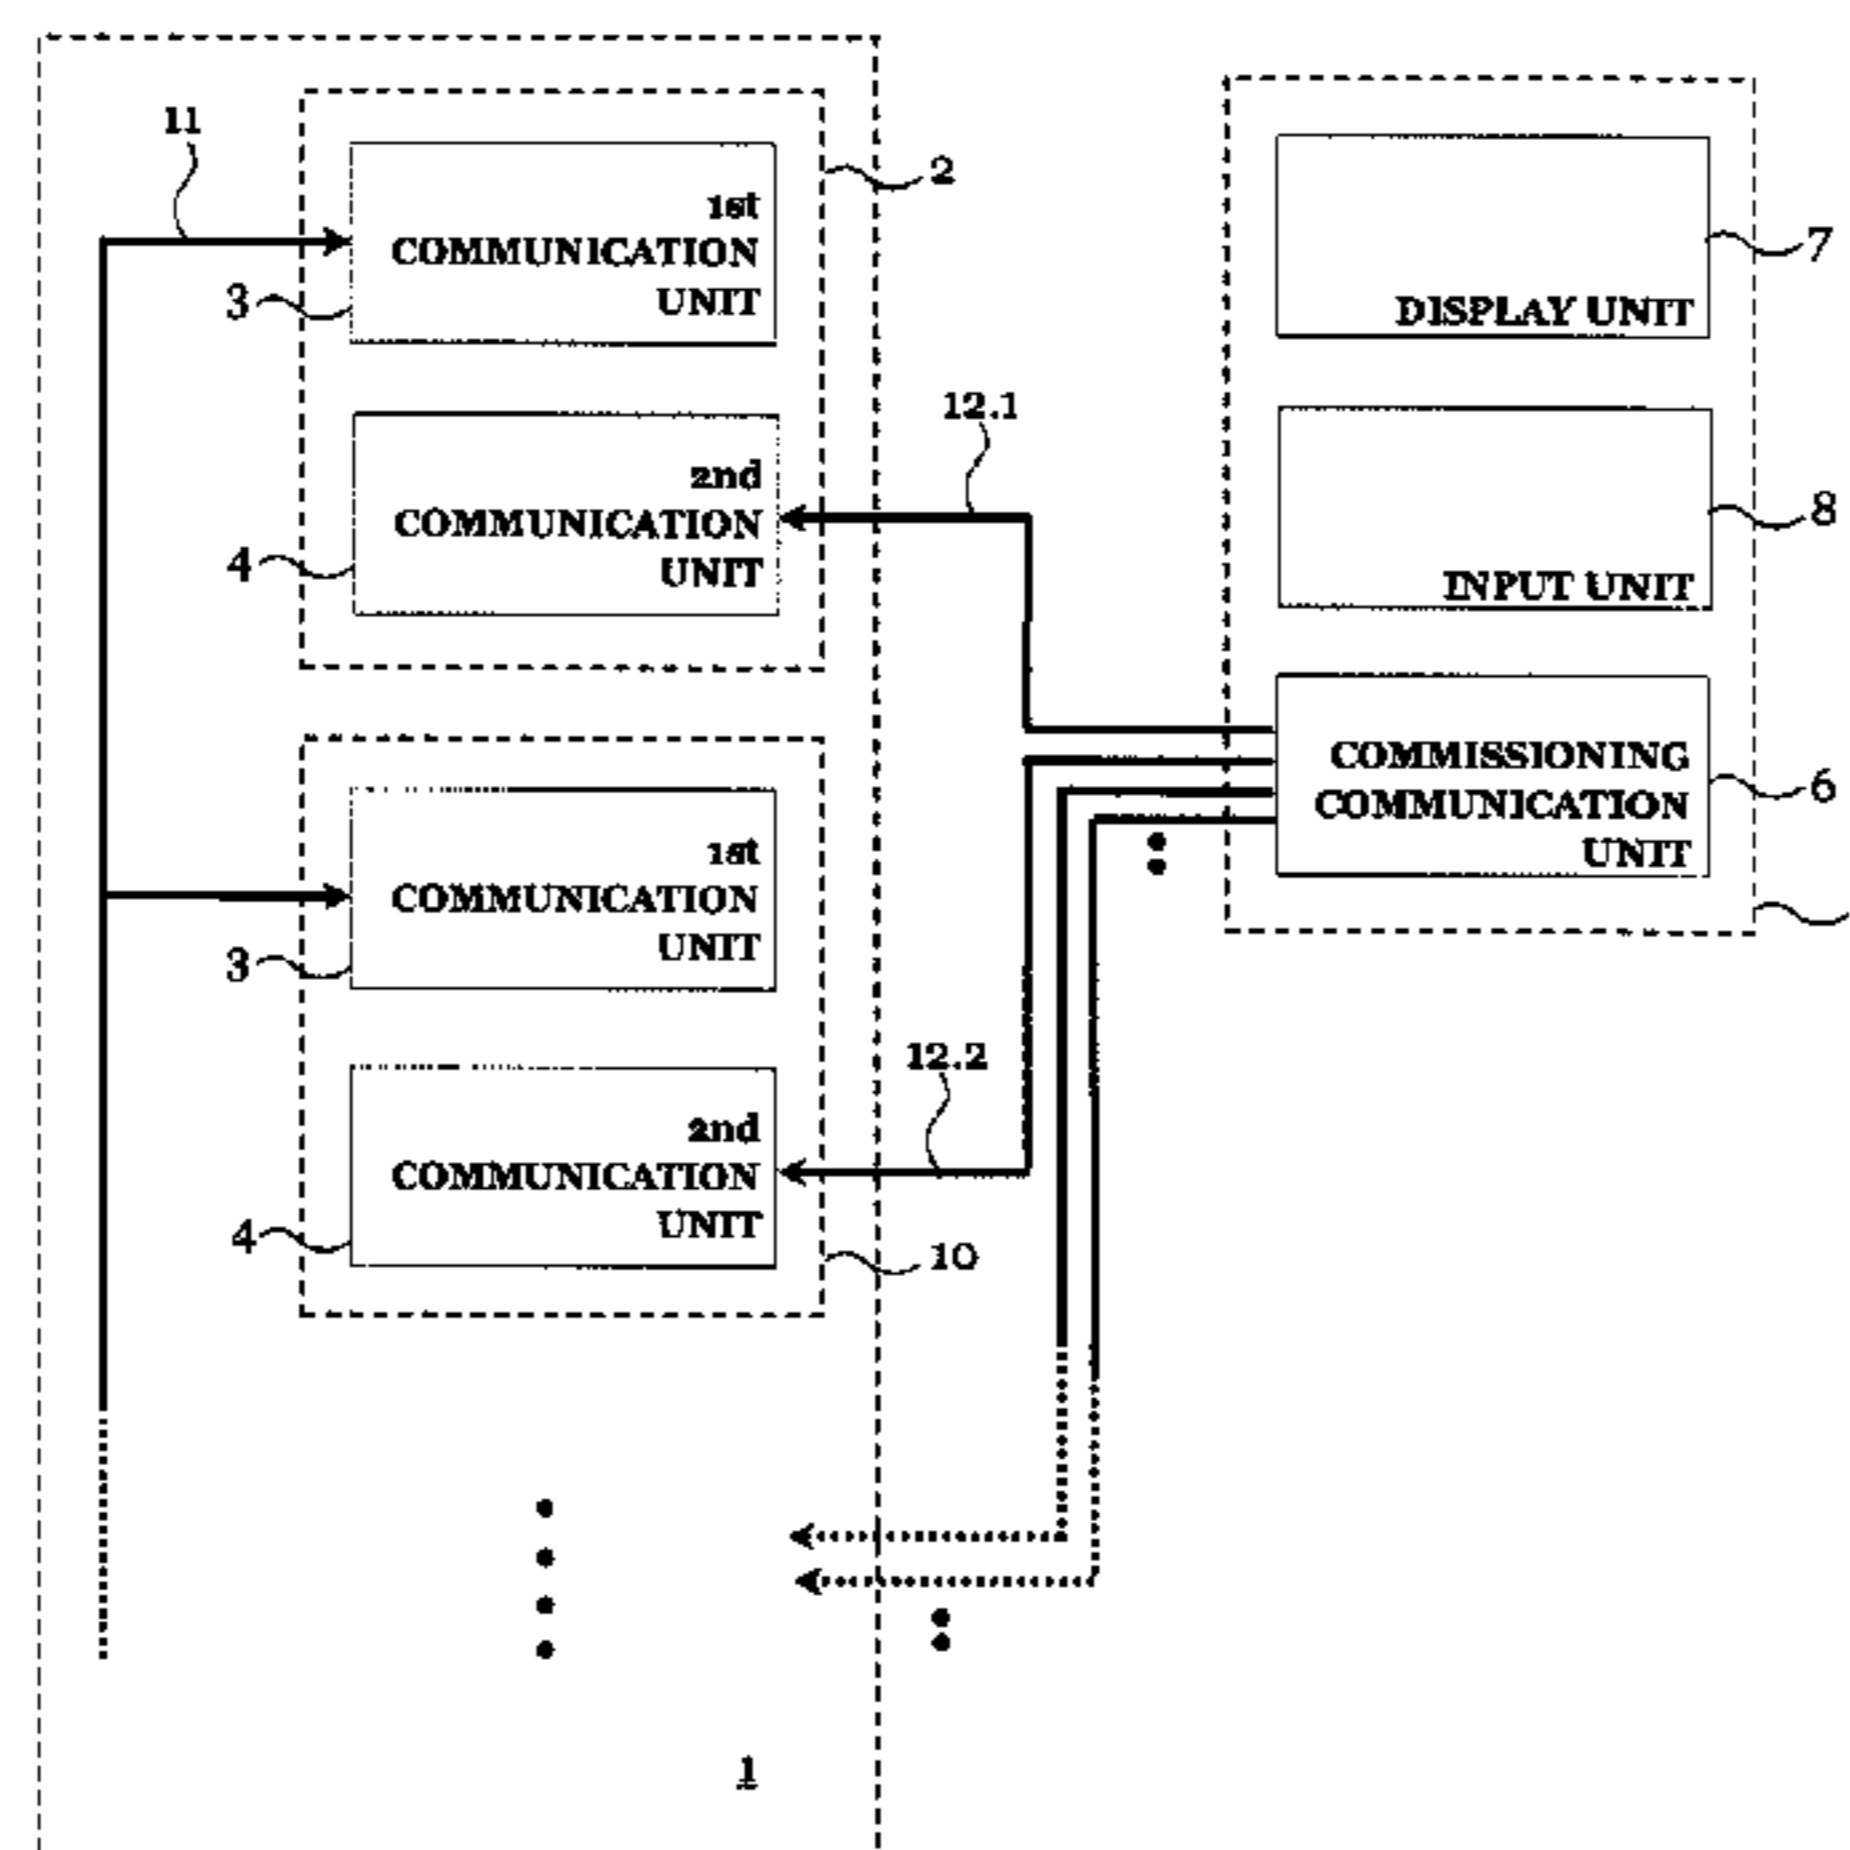 11
1st
COMMUNICATION
UNIT
2
3
2nd
COMMUNICATION
UNIT
4
12.1
1st
COMMUNICATION
UNIT
3
2nd
COMMUNICATION
UNIT
4
12.2
10
1
DISPLAY UNIT
7
INPUT UNIT
8
COMMISSIONING
COMMUNICATION
UNIT
6